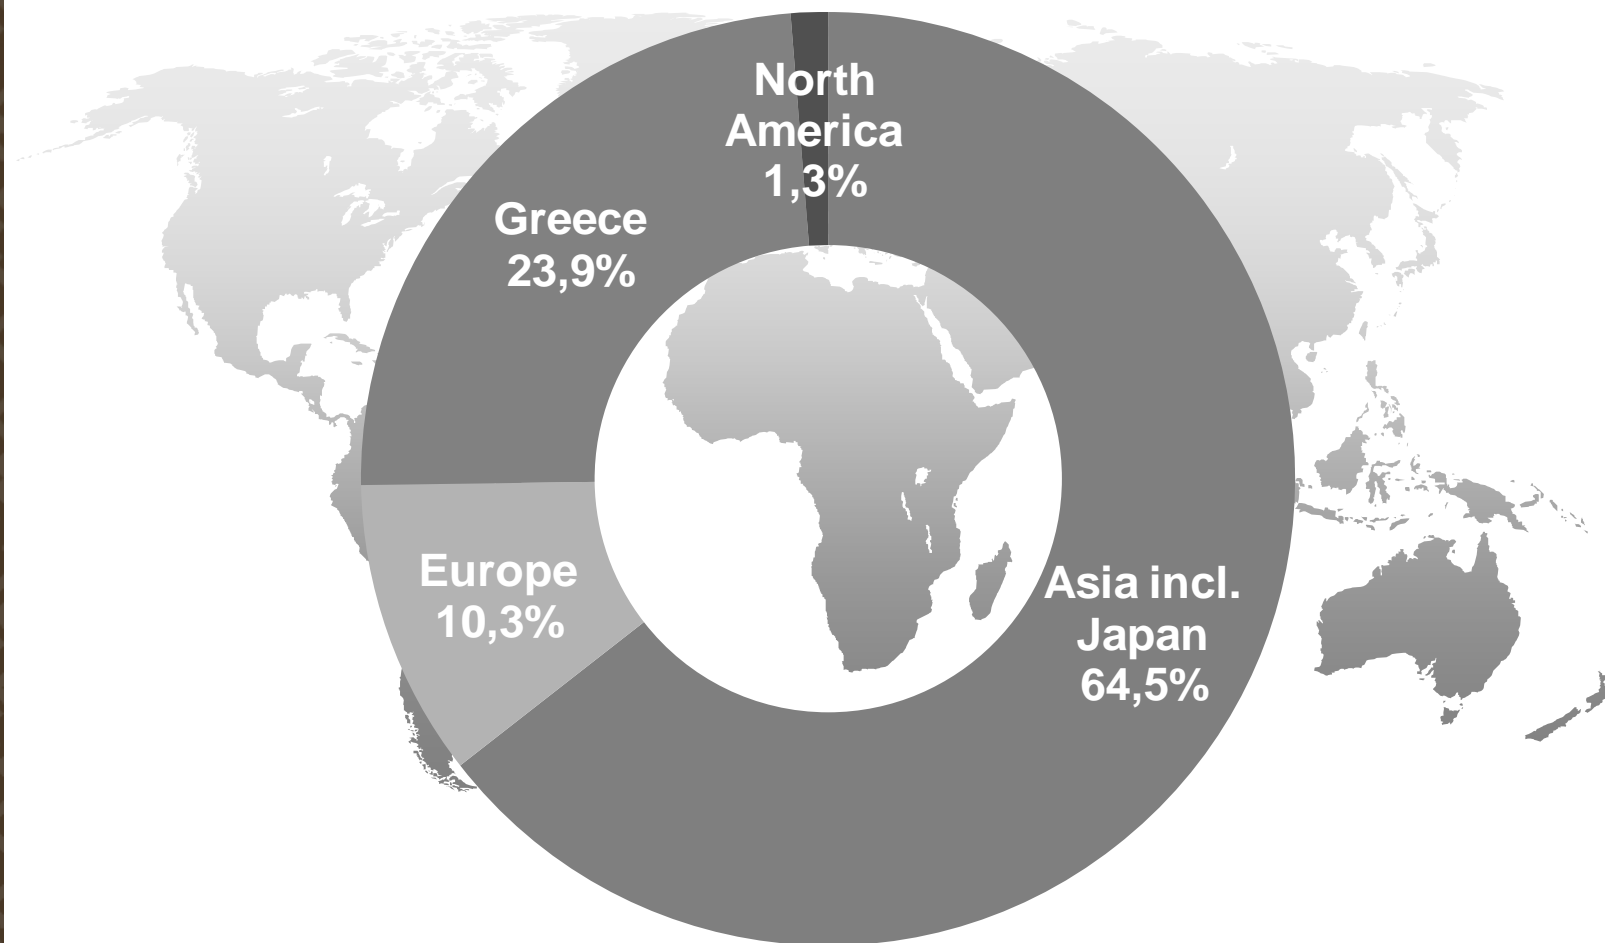 North
America
1,3%
Greece
23,9%
Europe
10,3%
Asia incl.
Japan
64,5%